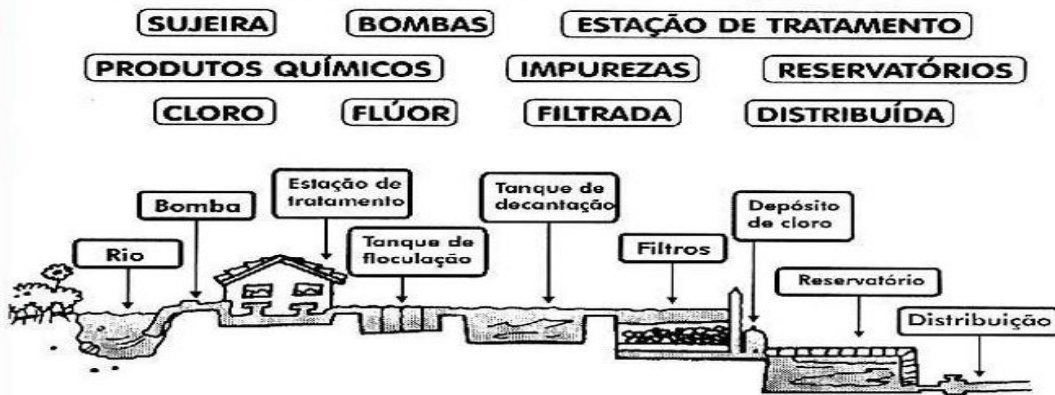 SUJEIRA BOMBAS ESTAÇÃO DE TRATAMENTO
PRODUTOS QUÍMICOS IMPUREZAS RESERVATÓRIOS
CLORO FLÚOR FILTRADA DISTRIBUÍDA
Rio
Bomba
Estação de
tratamento
Tanque de
floculação
Tanque de
decantação
Filtros
Depósito
de cloro
Reservatório
Distribuição